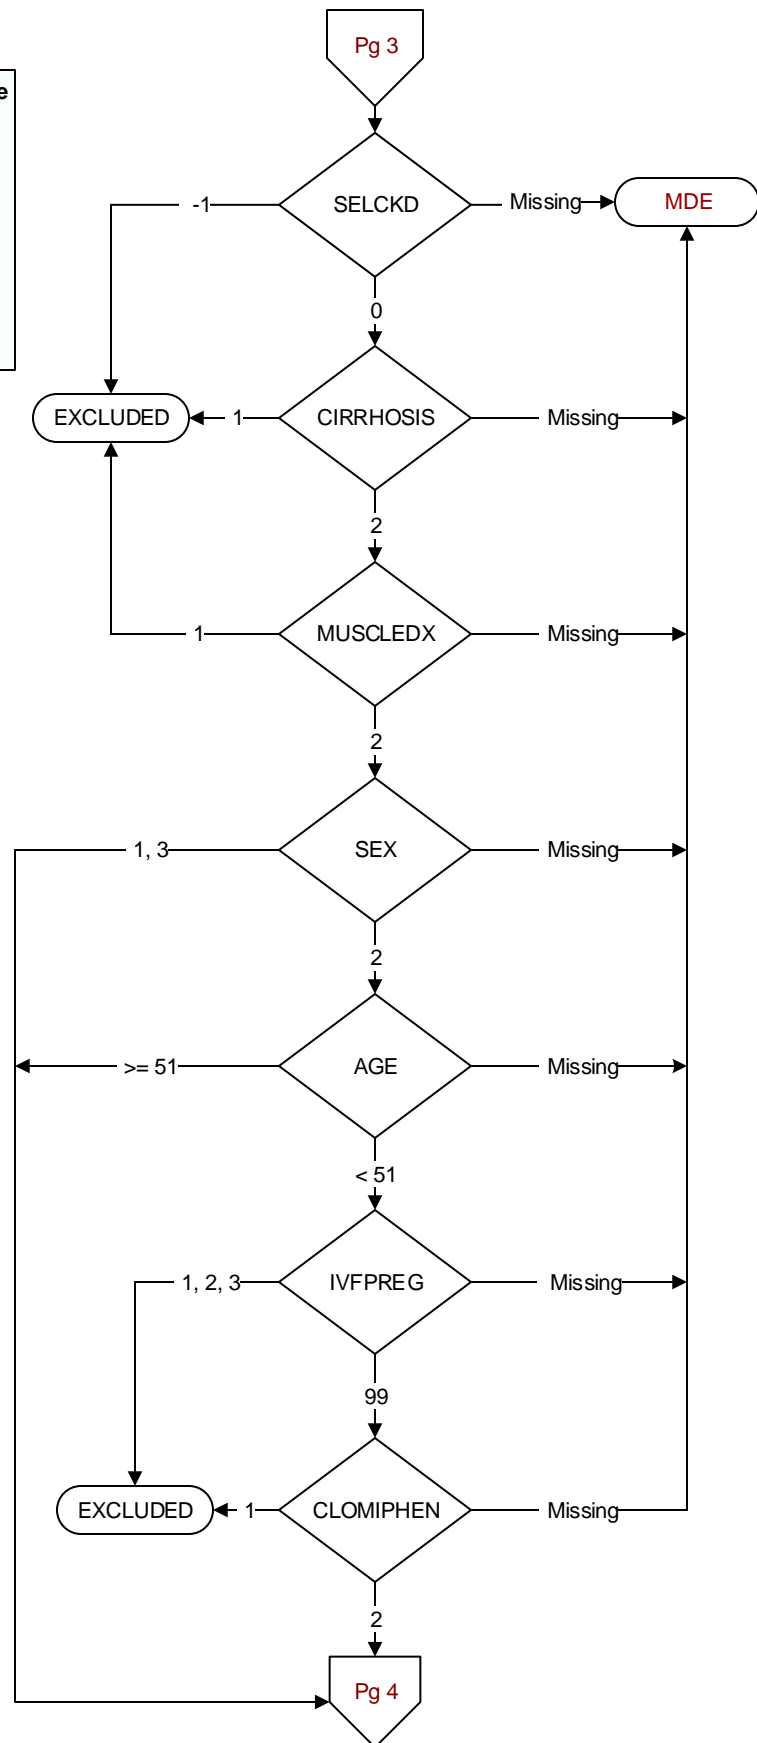 Pg 3
e
SELCKD
-1
Missing
MDE
0
EXCLUDED
1
CIRRHOSIS
Missing
2
1
MUSCLEDX
Missing
2
1, 3
SEX
Missing
2
>= 51
AGE
Missing
< 51
1, 2, 3
IVFPREG
Missing
99
EXCLUDED
1
CLOMIPHEN
Missing
2
Pg 4